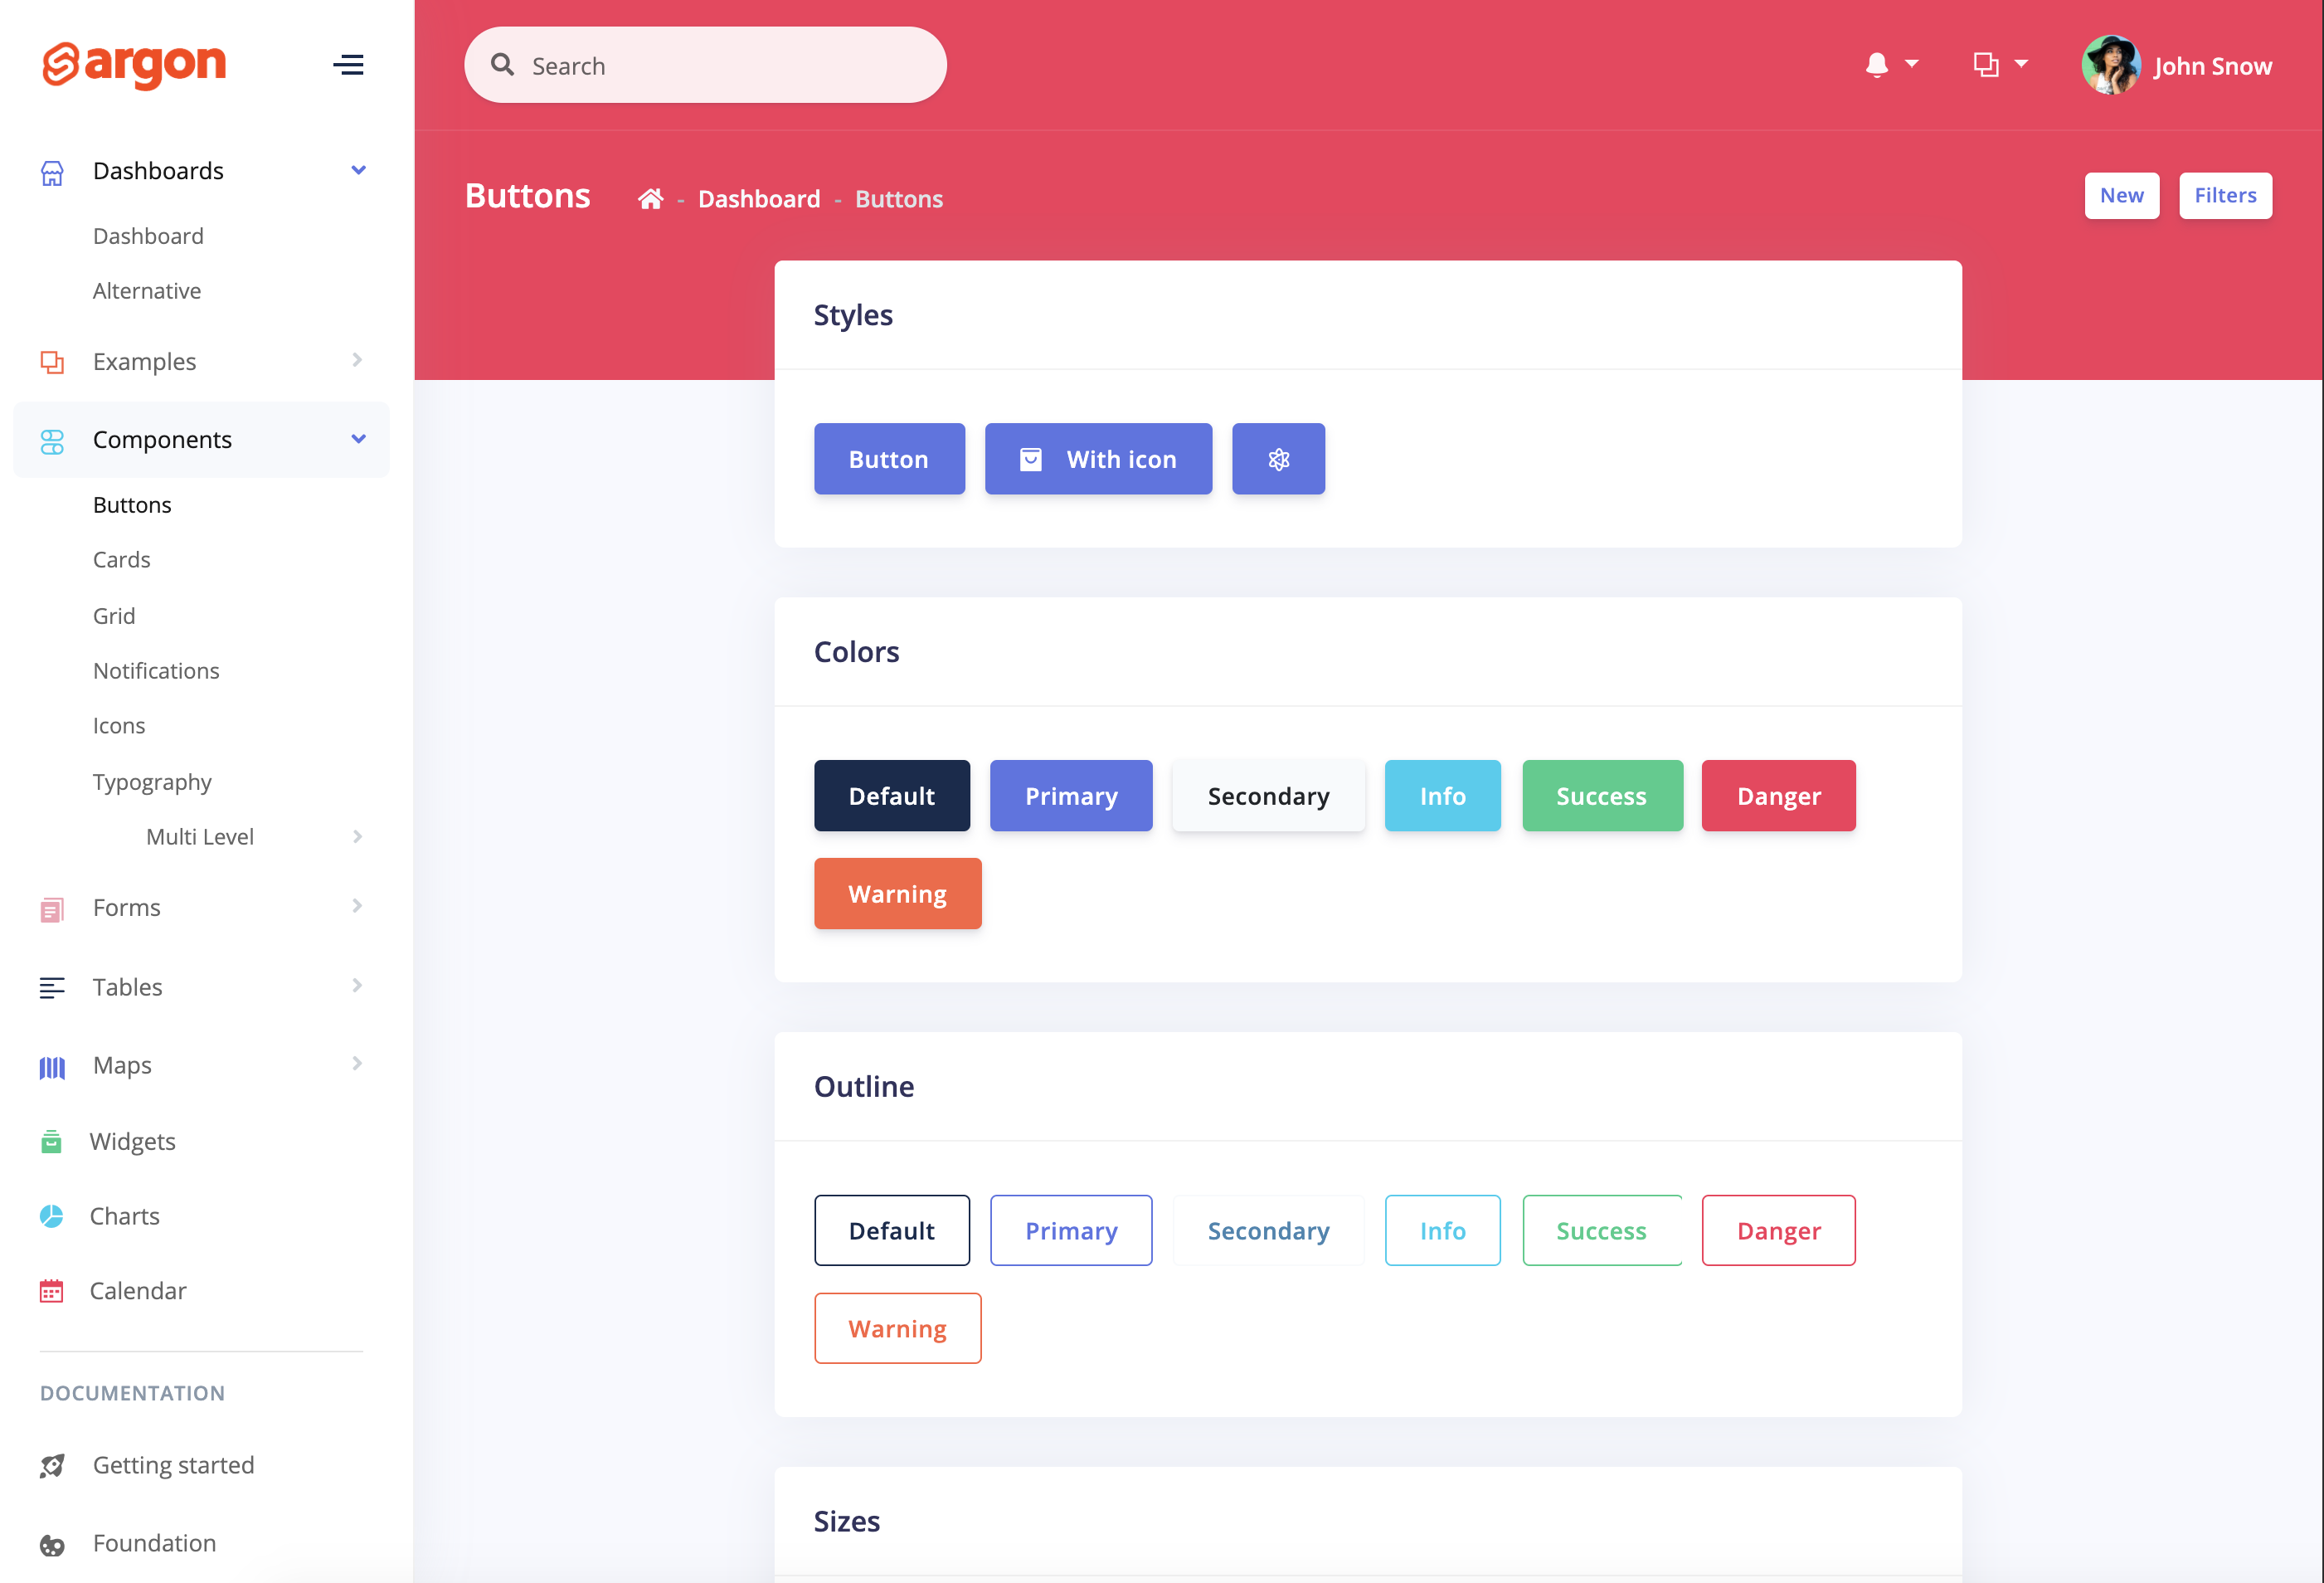 argon
Search
John Snow
Dashboards
Dashboard
Alternative
Examples
Components
Buttons
Cards
Grid
Notifications
Icons
Typography
Multi Level
Forms
Tables
Maps
Widgets
Charts
Calendar
DOCUMENTATION
Getting started
Foundation
Buttons - Dashboard - Buttons
New Filters
Styles
Button With icon
Colors
Default Primary Secondary Info Success Danger
Warning
Outline
Default Primary Secondary Info Success Danger
Warning
Sizes